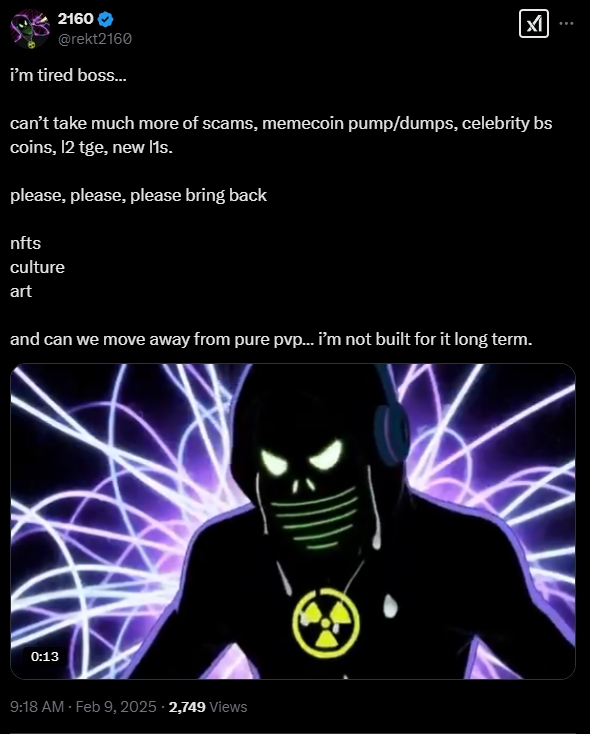 2160
@rekt2160
i’m tired boss...
can’t take much more of scams, memecoin pump/dumps, celebrity bs
coins, l2 tge, new l1s.
please, please, please bring back
nfts
culture
art
and can we move away from pure pvp... i’m not built for it long term.
0:13
9:18 AM · Feb 9, 2025 · 2,749 Views